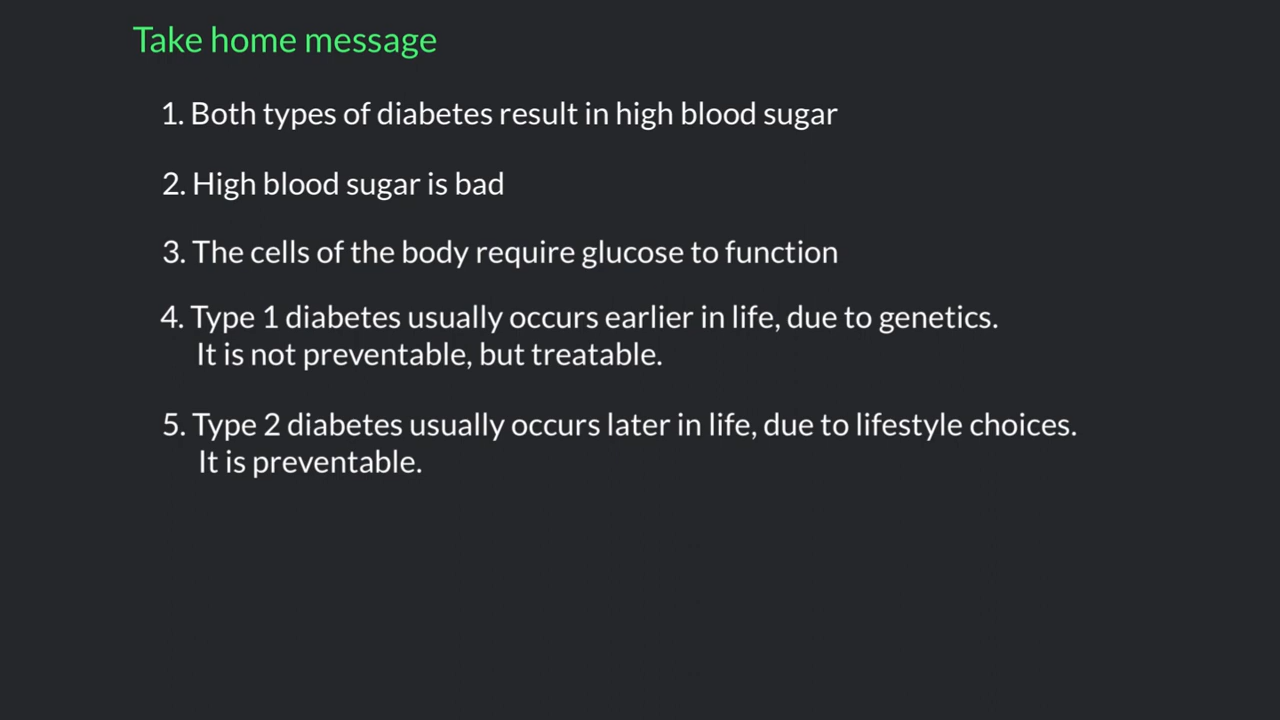 Take home message
1. Both types of diabetes result in high blood sugar
2. High blood sugar is bad
3. The cells of the body require glucose to function
4. Type 1 diabetes usually occurs earlier in life, due to genetics.
It is not preventable, but treatable.
5. Type 2 diabetes usually occurs later in life, due to lifestyle choices.
It is preventable.